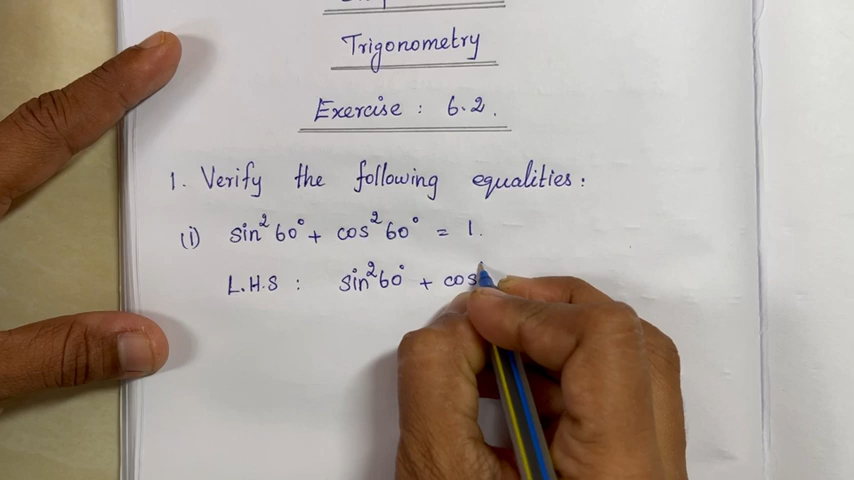 Trigonometry
Exercise : 6.2.
1. Verify the following equalities :
(i) sin²60° + cos²60° = 1.
L.H.S : sin²60° + cos